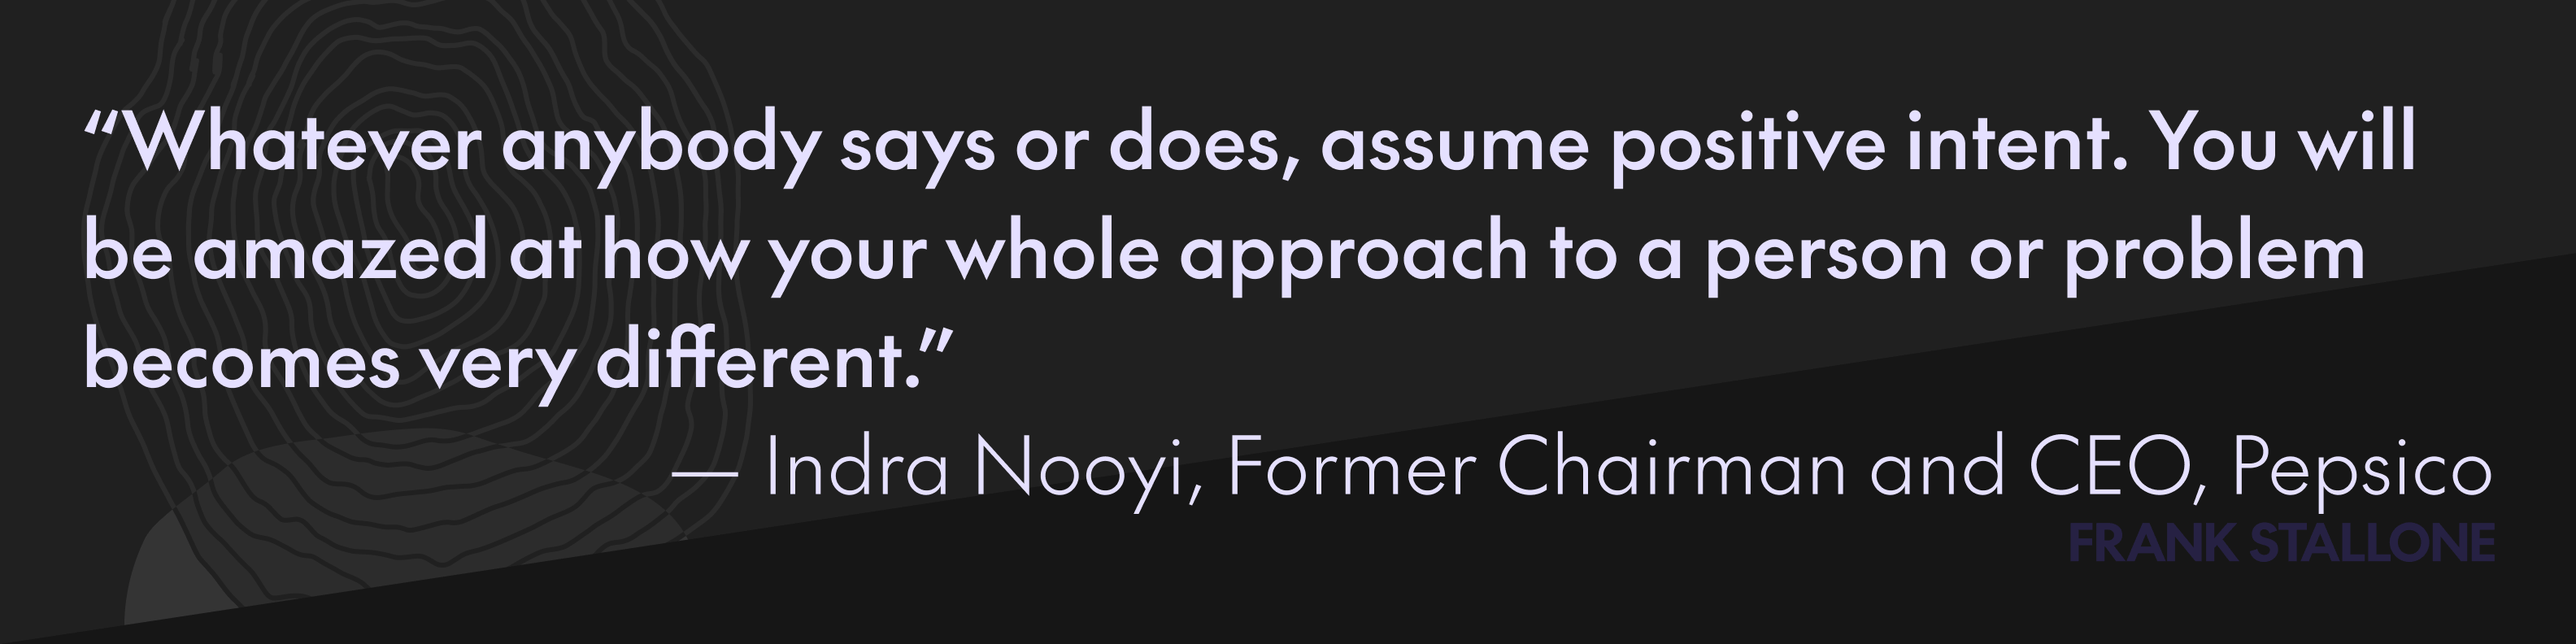 “Whatever anybody says or does, assume positive intent. You will
be amazed at how your whole approach to a person or problem
becomes very different.”
— Indra Nooyi, Former Chairman and CEO, Pepsico
FRANK STALLONE